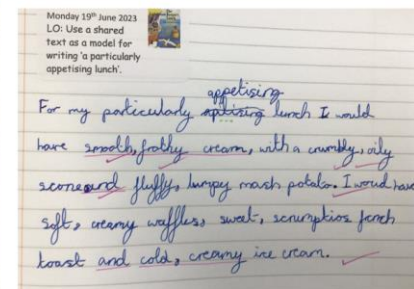 Monday 19th June 2023
LO: Use a shared
text as a model for
writing 'a particularly
appetising lunch'.
appetising
For my particularly aptising lunch I would
have smooth, frothy cream, with a crumbly, oily
scone and fluffy, lumpy mash potato. I would have
soft, creamy waffles, sweet, scrumptios french
toast and cold, creamy ice cream.